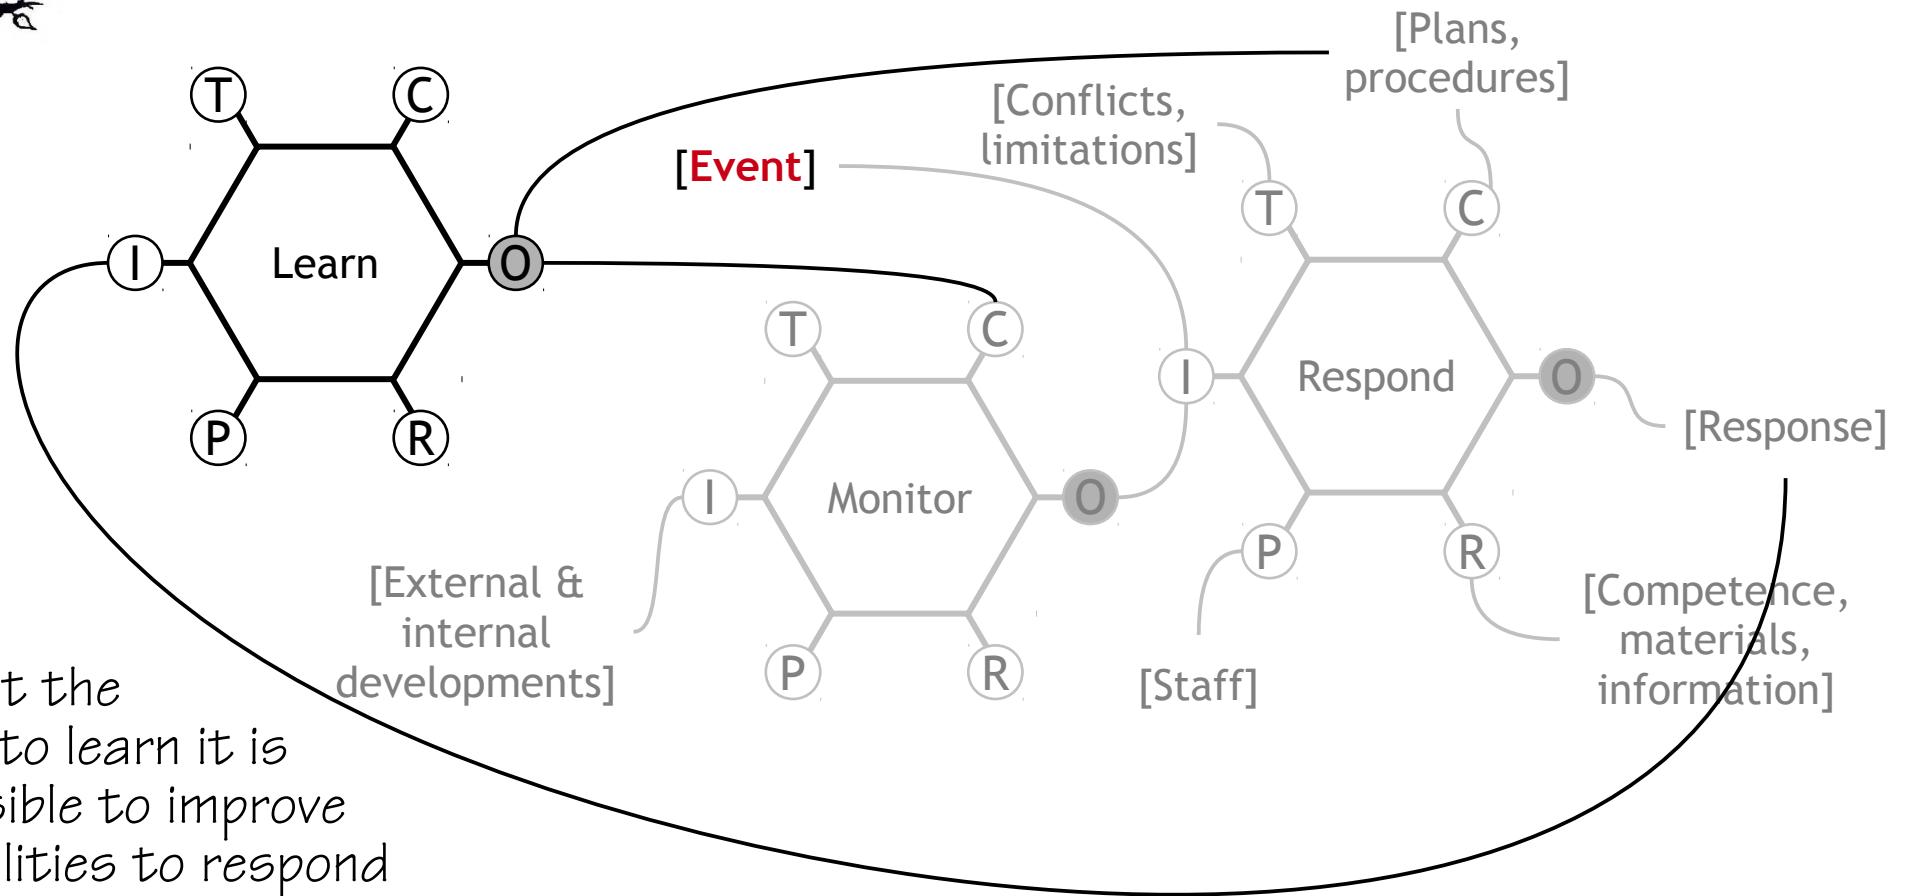 [Plans,
procedures]
[Conflicts,
limitations]
[Event]
T
C
I
Learn
O
P
R
T
C
I
Respond
O
[Response]
P
R
T
C
I
Monitor
O
P
R
[External &
internal
developments]
[Staff]
[Competence,
materials,
information]
t the
to learn it is
sible to improve
lities to respond